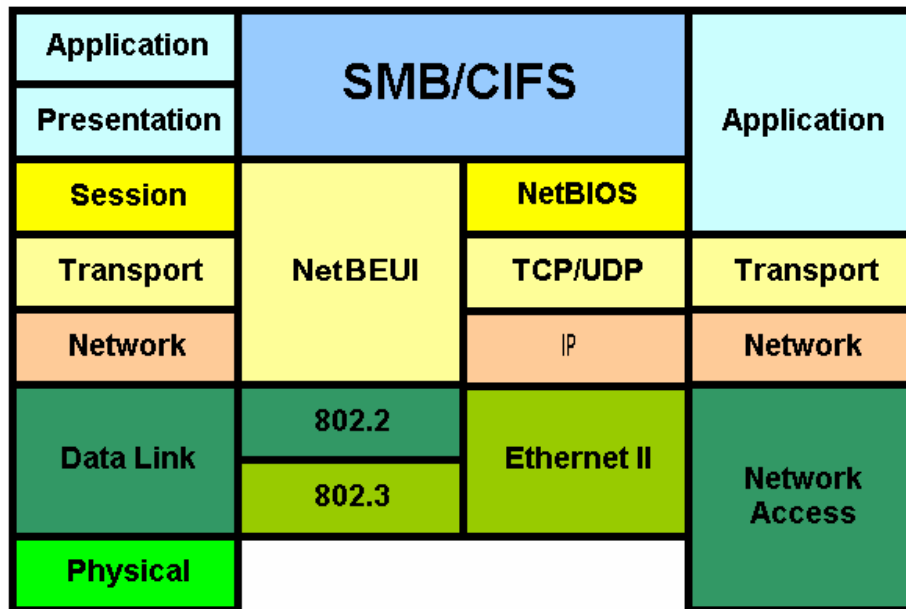 Application
SMB/CIFS
Application
Presentation
Session
NetBIOS
NetBEUI
Transport
TCP/UDP
Transport
Network
IP
Network
Data Link
802.2
Ethernet II
802.3
Network
Access
Physical